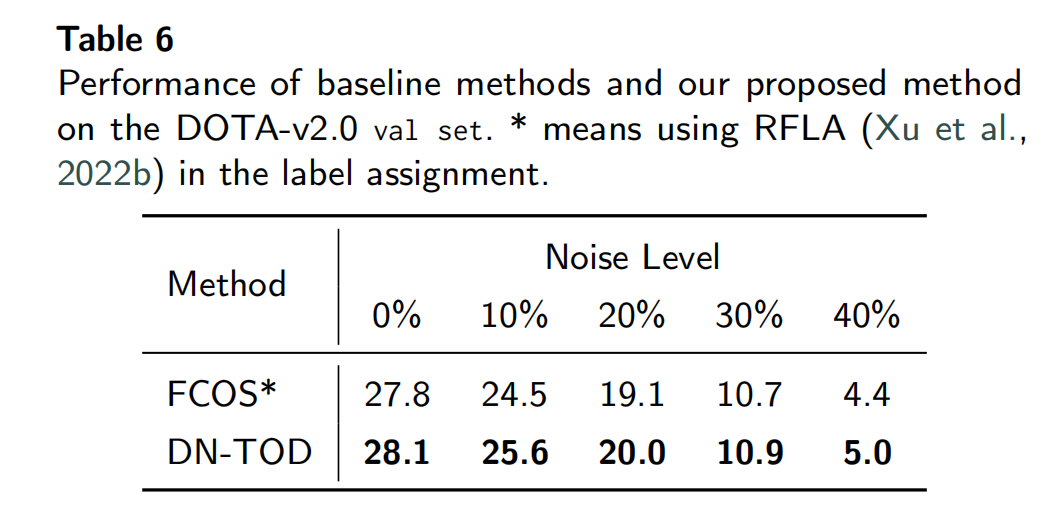 Table 6
Performance of baseline methods and our proposed method
on the DOTA-v2.0 val set. * means using RFLA (Xu et al.,
2022b) in the label assignment.
Method
Noise Level
0% 10% 20% 30% 40%
FCOS* 27.8 24.5 19.1 10.7 4.4
DN-TOD 28.1 25.6 20.0 10.9 5.0